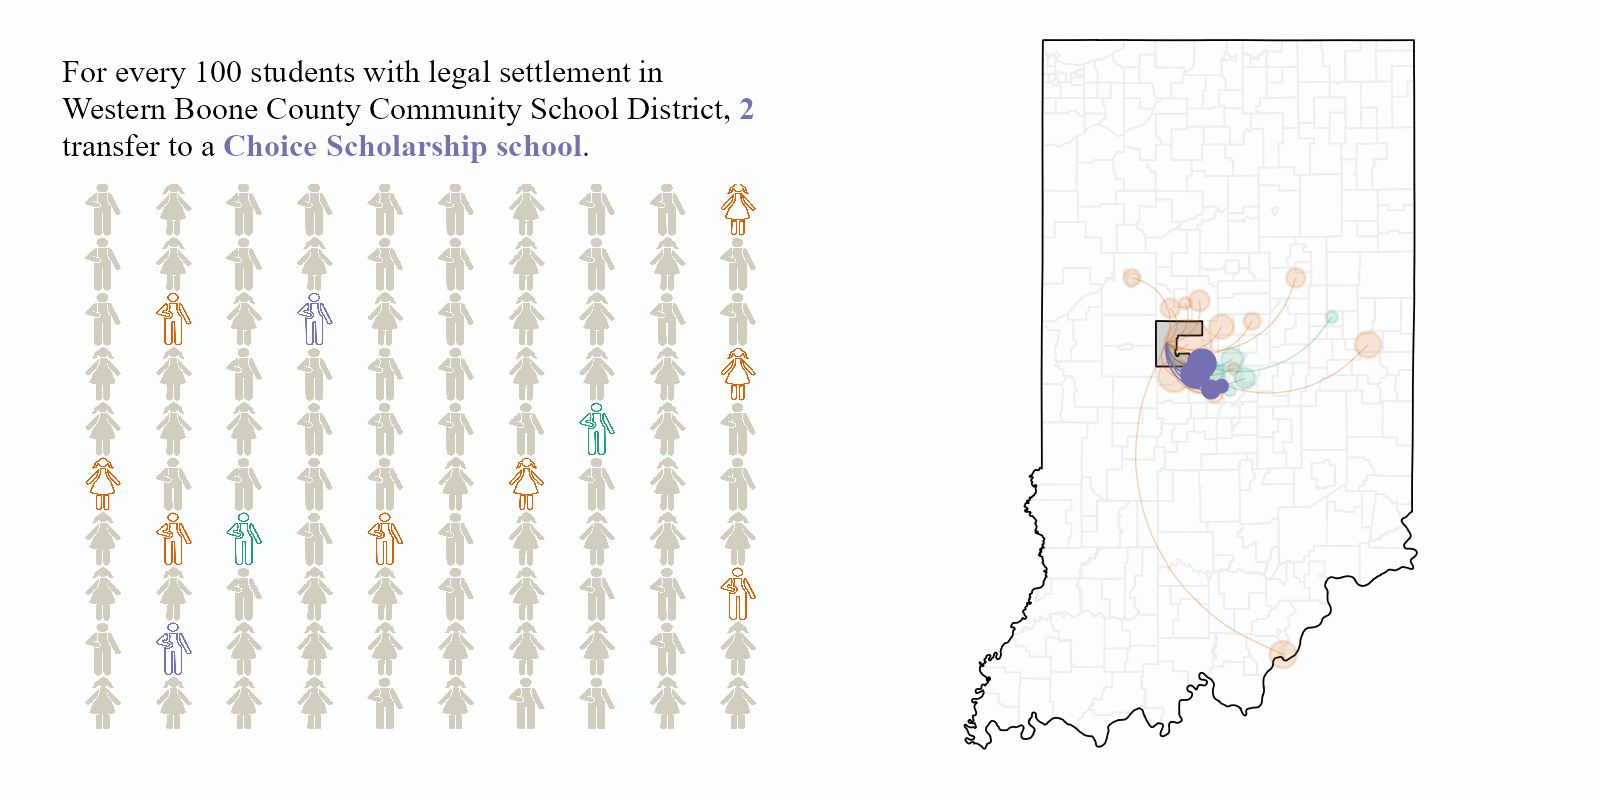 For every 100 students with legal settlement in
Western Boone County Community School District, 2
transfer to a Choice Scholarship school.